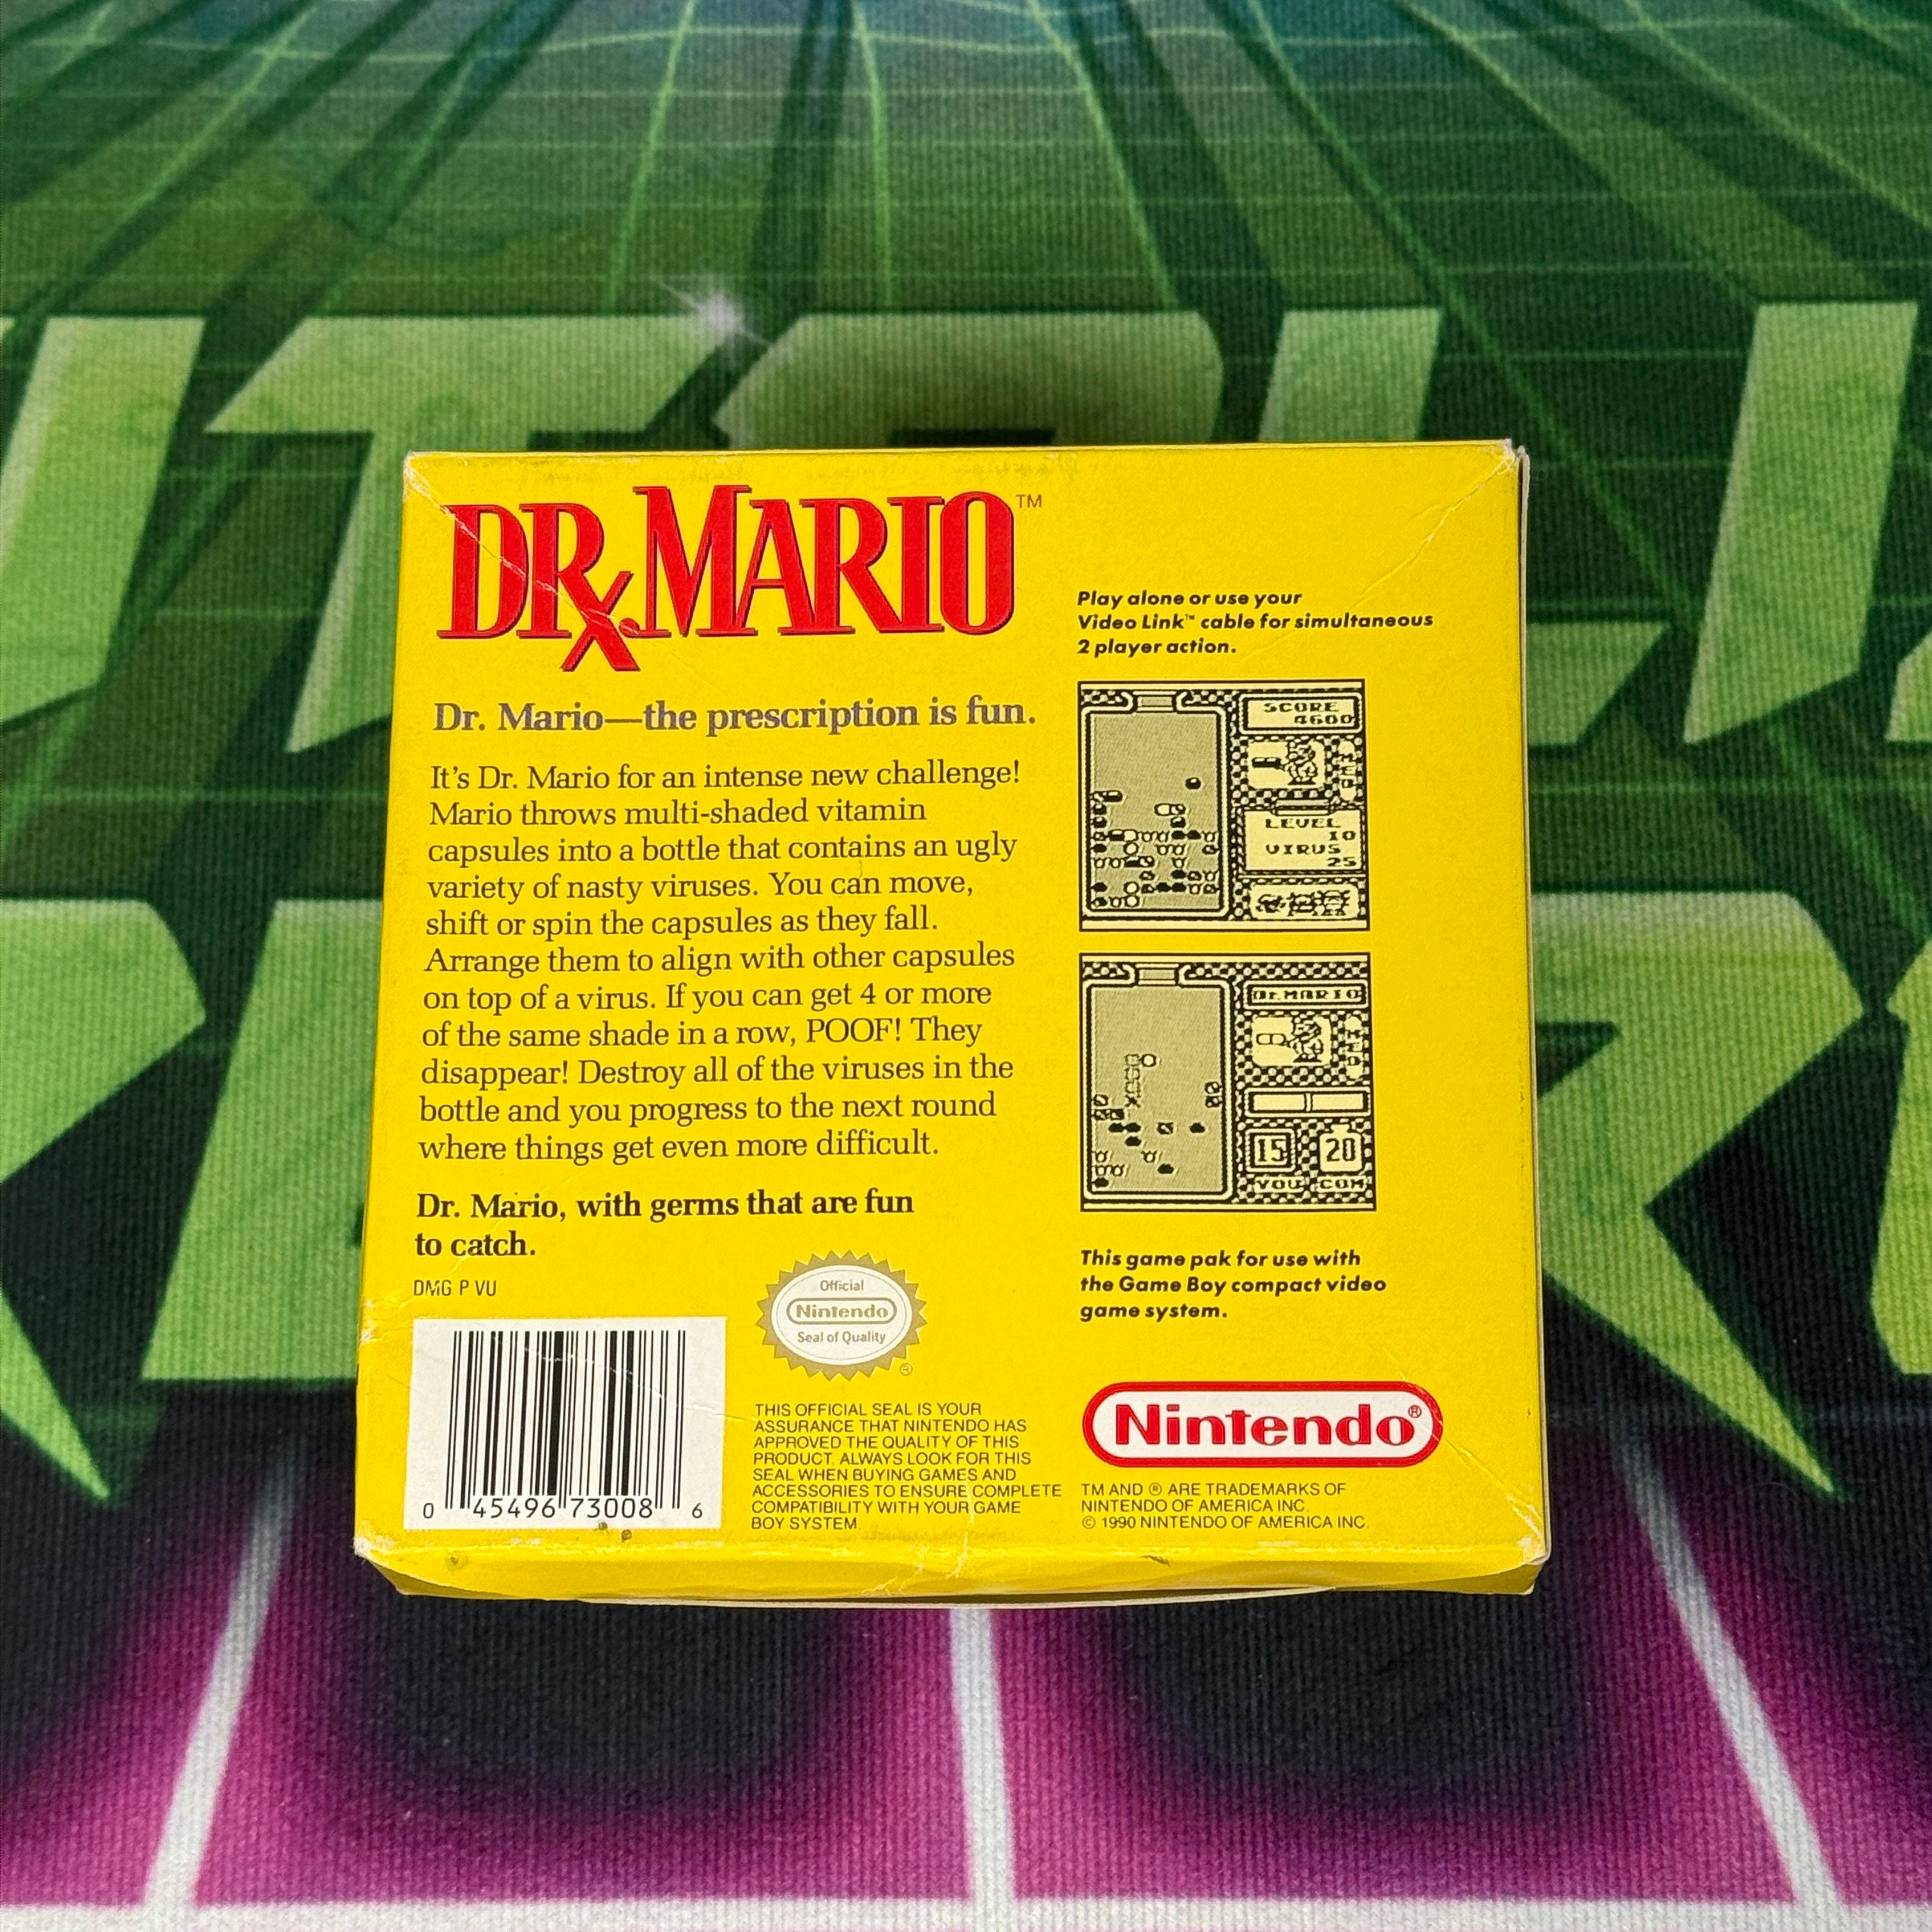 DRx.MARIO™
Dr. Mario—the prescription is fun.
It's Dr. Mario for an intense new challenge!
Mario throws multi-shaded vitamin
capsules into a bottle that contains an ugly
variety of nasty viruses. You can move,
shift or spin the capsules as they fall.
Arrange them to align with other capsules
on top of a virus. If you can get 4 or more
of the same shade in a row, POOF! They
disappear! Destroy all of the viruses in the
bottle and you progress to the next round
where things get even more difficult.
Dr. Mario, with germs that are fun
to catch.
DMG P VU
0 45496 73008 6
Official
Nintendo
Seal of Quality
®
THIS OFFICIAL SEAL IS YOUR
ASSURANCE THAT NINTENDO HAS
APPROVED THE QUALITY OF THIS
PRODUCT. ALWAYS LOOK FOR THIS
SEAL WHEN BUYING GAMES AND
ACCESSORIES TO ENSURE COMPLETE
COMPATIBILITY WITH YOUR GAME
BOY SYSTEM.
Play alone or use your
Video Link™ cable for simultaneous
2 player action.
SCORE
4600
LEVEL
10
VIRUS
25
DR.MARIO
15 20
YOU COM
This game pak for use with
the Game Boy compact video
game system.
Nintendo®
TM AND ® ARE TRADEMARKS OF
NINTENDO OF AMERICA INC.
© 1990 NINTENDO OF AMERICA INC.